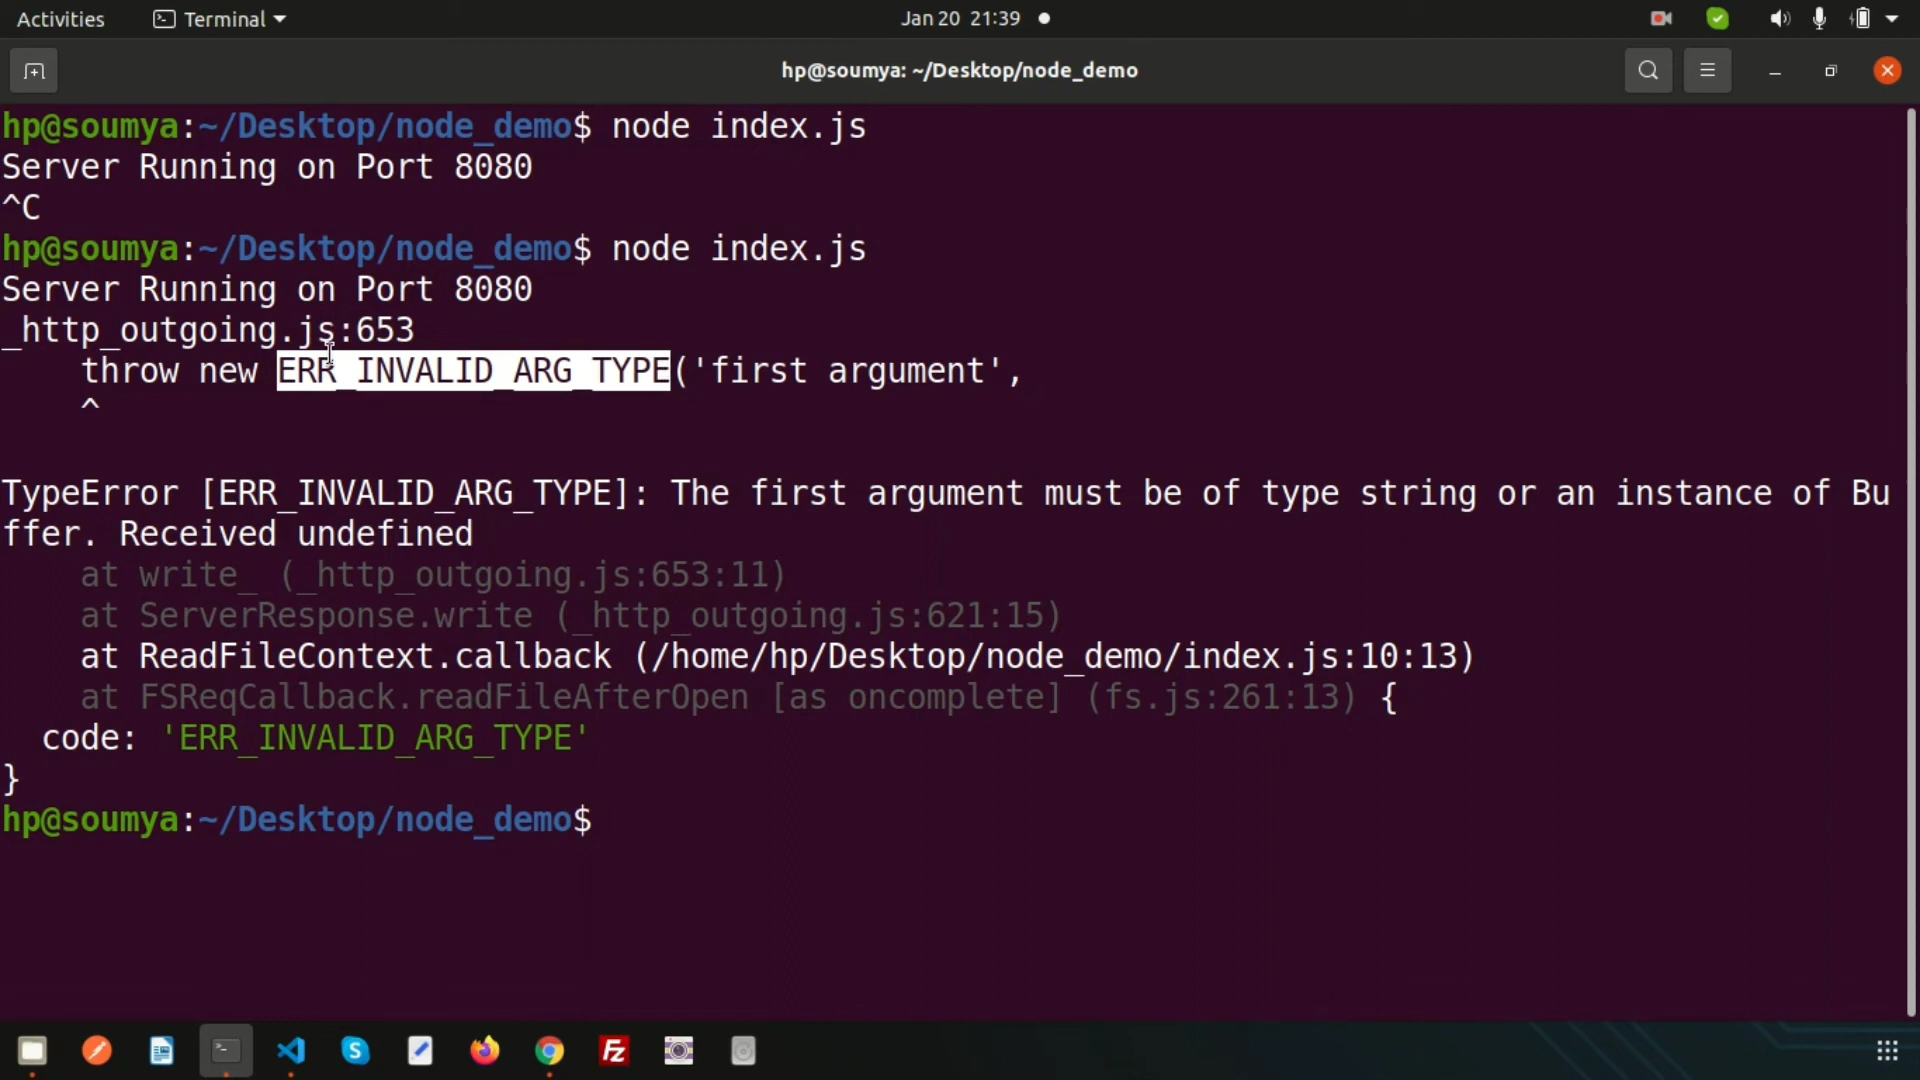 Activities Terminal Jan 20 21:39
hp@soumya: ~/Desktop/node_demo
hp@soumya:~/Desktop/node_demo$ node index.js
Server Running on Port 8080
^C
hp@soumya:~/Desktop/node_demo$ node index.js
Server Running on Port 8080
_http_outgoing.js:653
    throw new ERR_INVALID_ARG_TYPE('first argument',
    ^
TypeError [ERR_INVALID_ARG_TYPE]: The first argument must be of type string or an instance of Bu
ffer. Received undefined
    at write_ (_http_outgoing.js:653:11)
    at ServerResponse.write (_http_outgoing.js:621:15)
    at ReadFileContext.callback (/home/hp/Desktop/node_demo/index.js:10:13)
    at FSReqCallback.readFileAfterOpen [as oncomplete] (fs.js:261:13) {
  code: 'ERR_INVALID_ARG_TYPE'
}
hp@soumya:~/Desktop/node_demo$